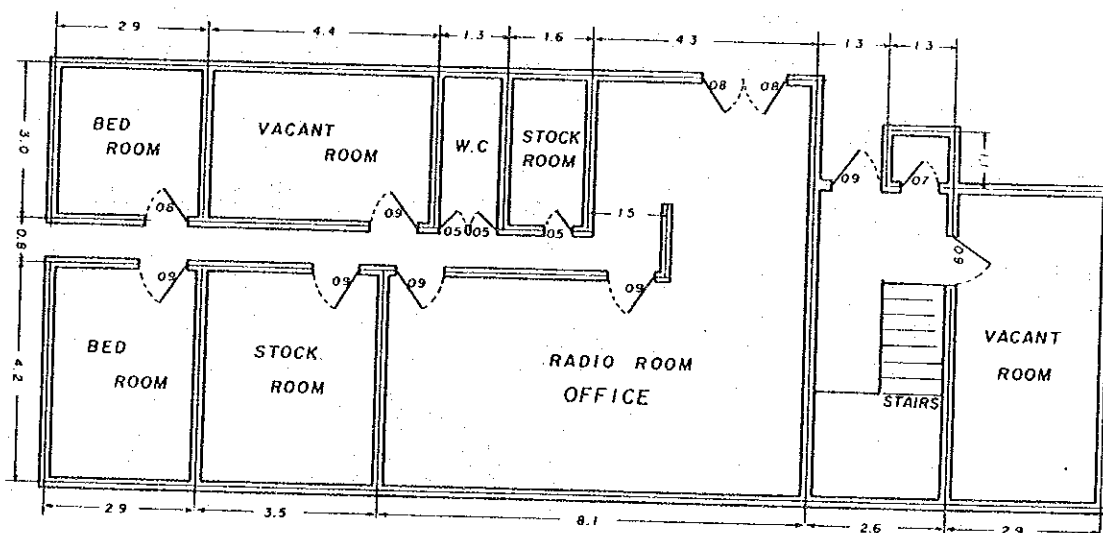 2.9 4.4 1.3 1.6 4.3 1.3 1.3
3.0
BED
ROOM
VACANT
ROOM
W.C
STOCK
ROOM
08 08
1.1
08
09
05 05
05
1.5
09
07
0.8
09
09
09
09
09
4.2
BED
ROOM
STOCK
ROOM
RADIO ROOM
OFFICE
STAIRS
VACANT
ROOM
2.9 3.5 8.1 2.6 2.9